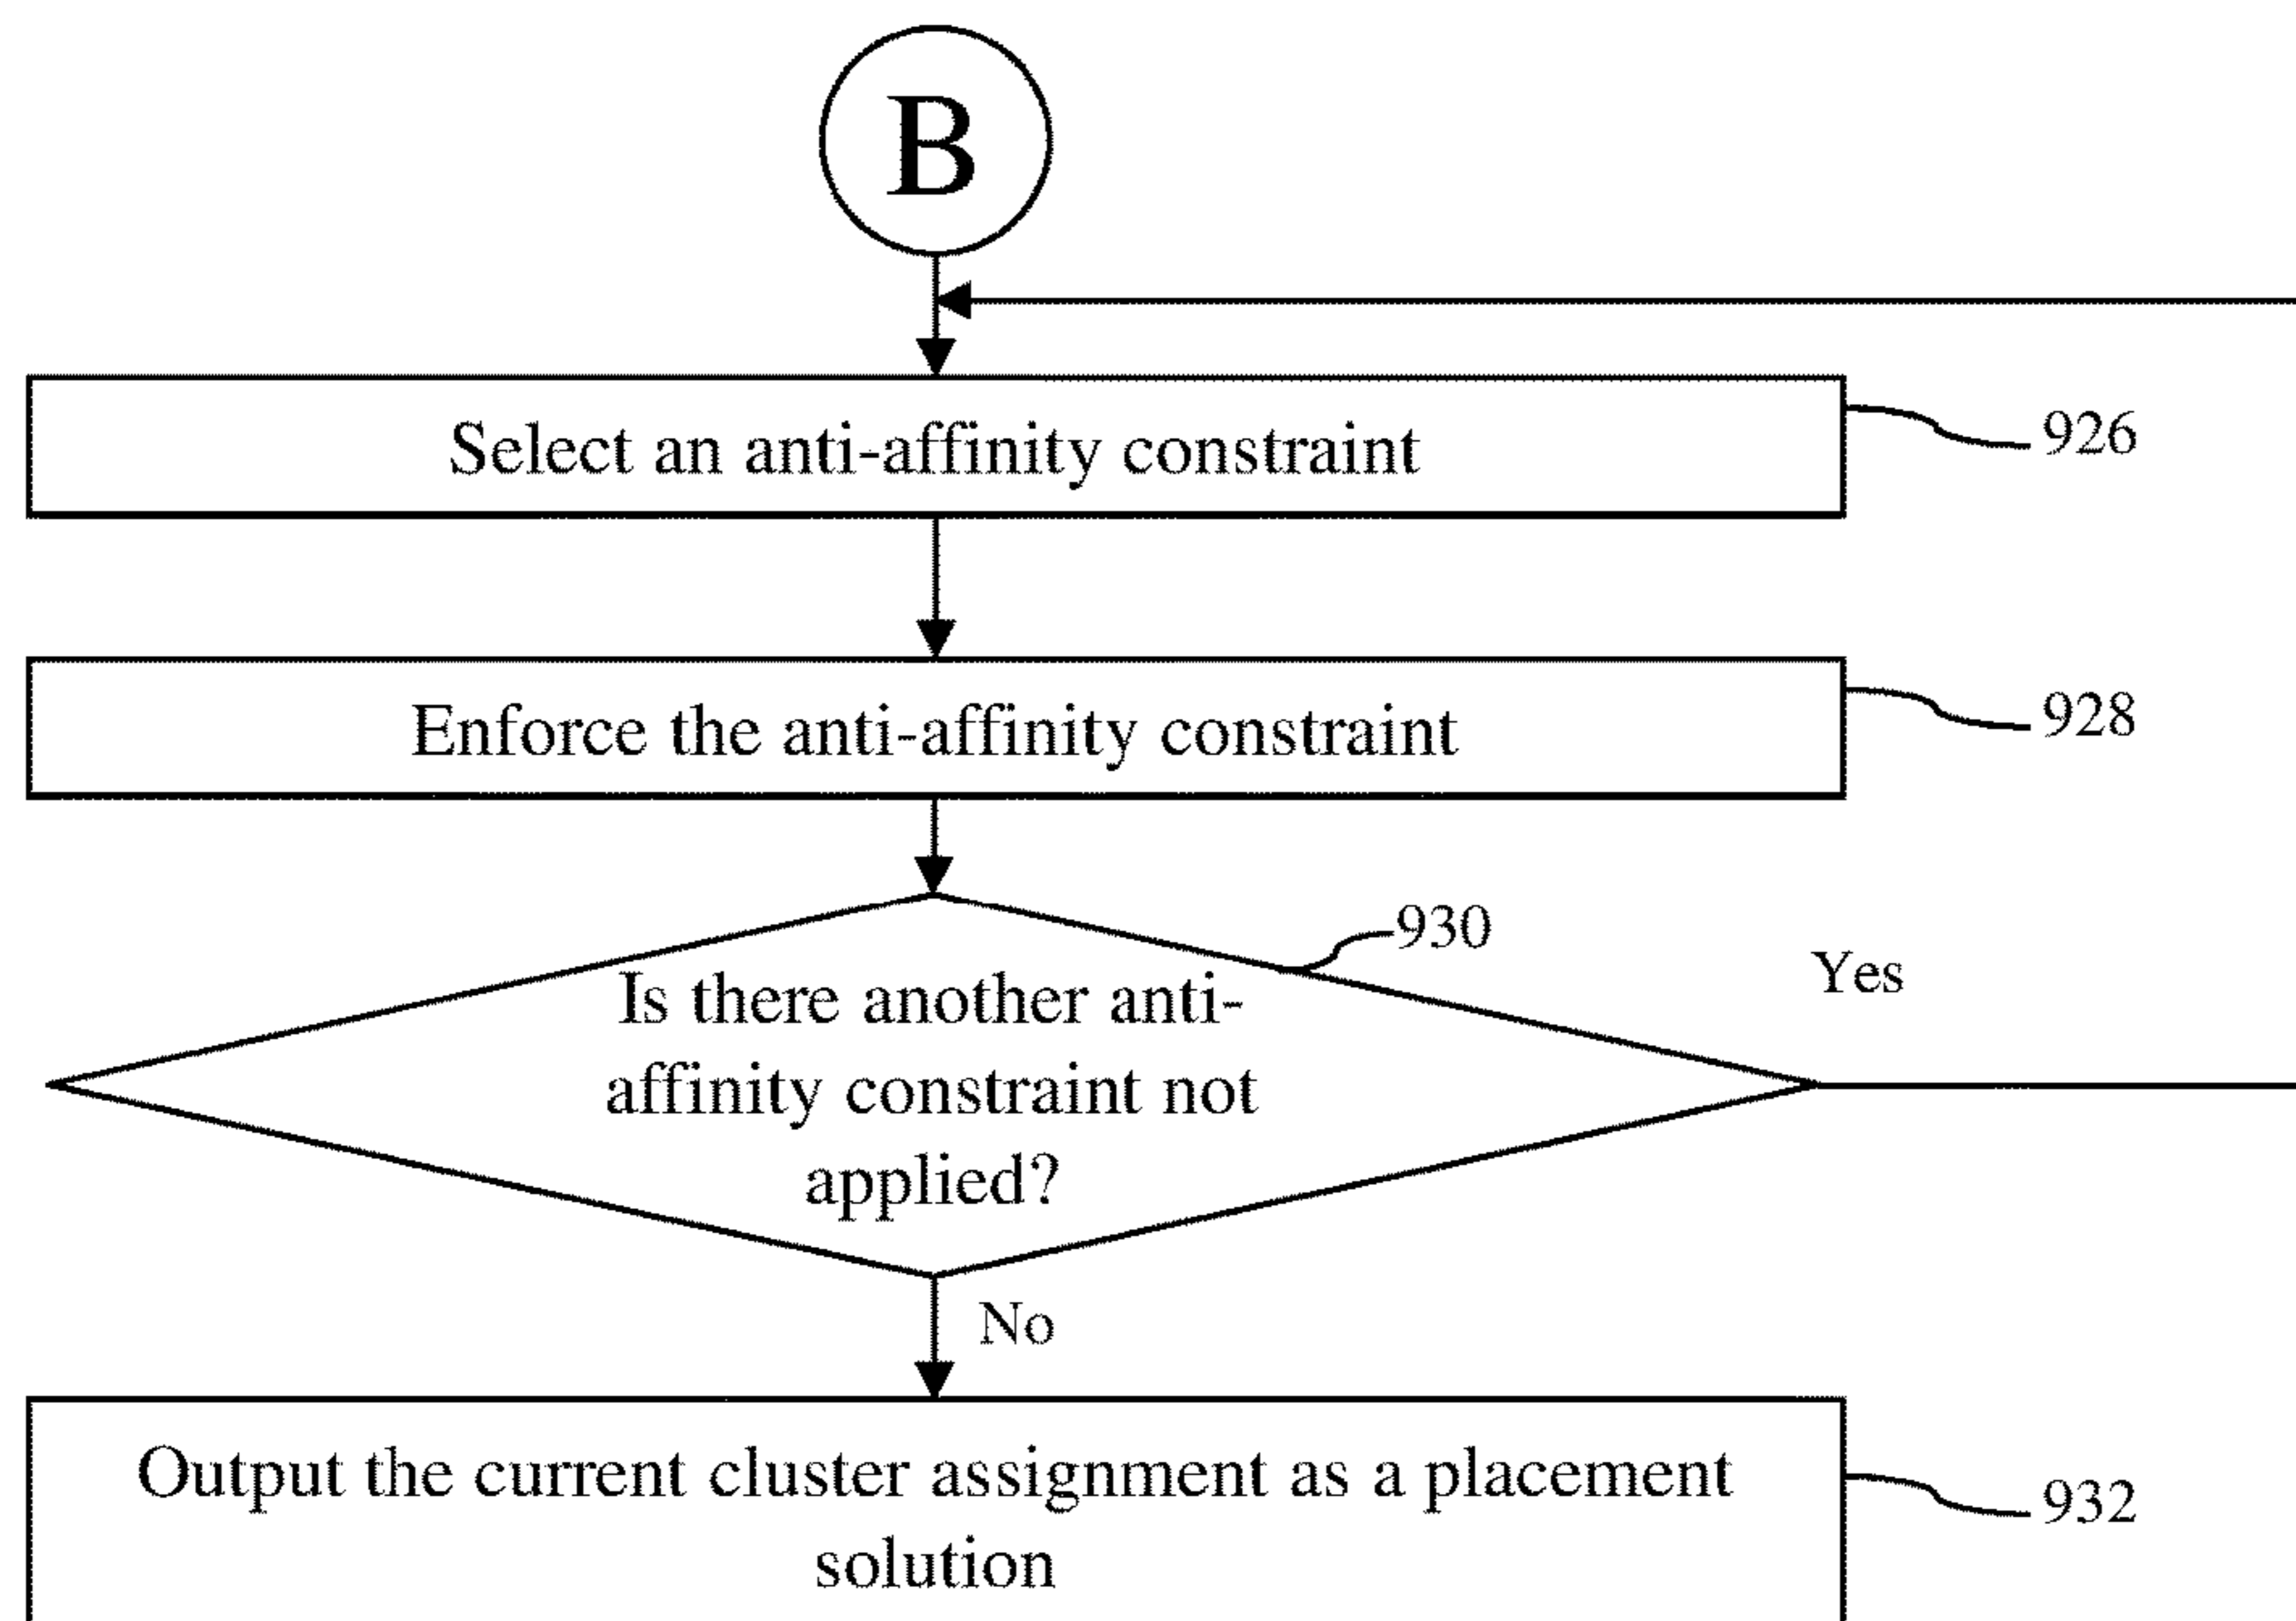 B
Select an anti-affinity constraint
926
Enforce the anti-affinity constraint
928
930
Yes
Is there another anti-
affinity constraint not
applied?
No
Output the current cluster assignment as a placement
solution
932